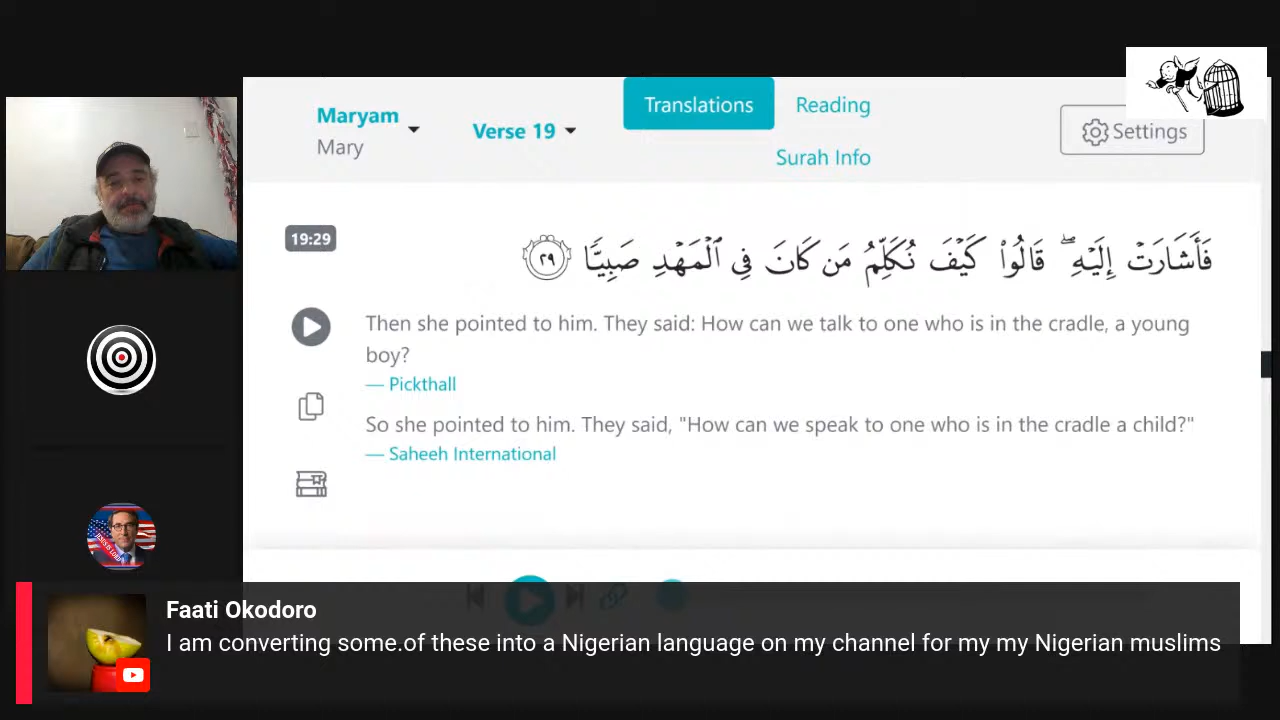 Maryam
Mary
Verse 19
Translations
Reading
Surah Info
Settings
19:29
فَأَشَارَتْ إِلَيْهِ ۖ قَالُوا۟ كَيْفَ نُكَلِّمُ مَن كَانَ فِى ٱلْمَهْدِ صَبِيًّا ٢٩
Then she pointed to him. They said: How can we talk to one who is in the cradle, a young
boy?
— Pickthall
So she pointed to him. They said, "How can we speak to one who is in the cradle a child?"
— Saheeh International
JESUS IS LORD
Faati Okodoro
I am converting some.of these into a Nigerian language on my channel for my my Nigerian muslims